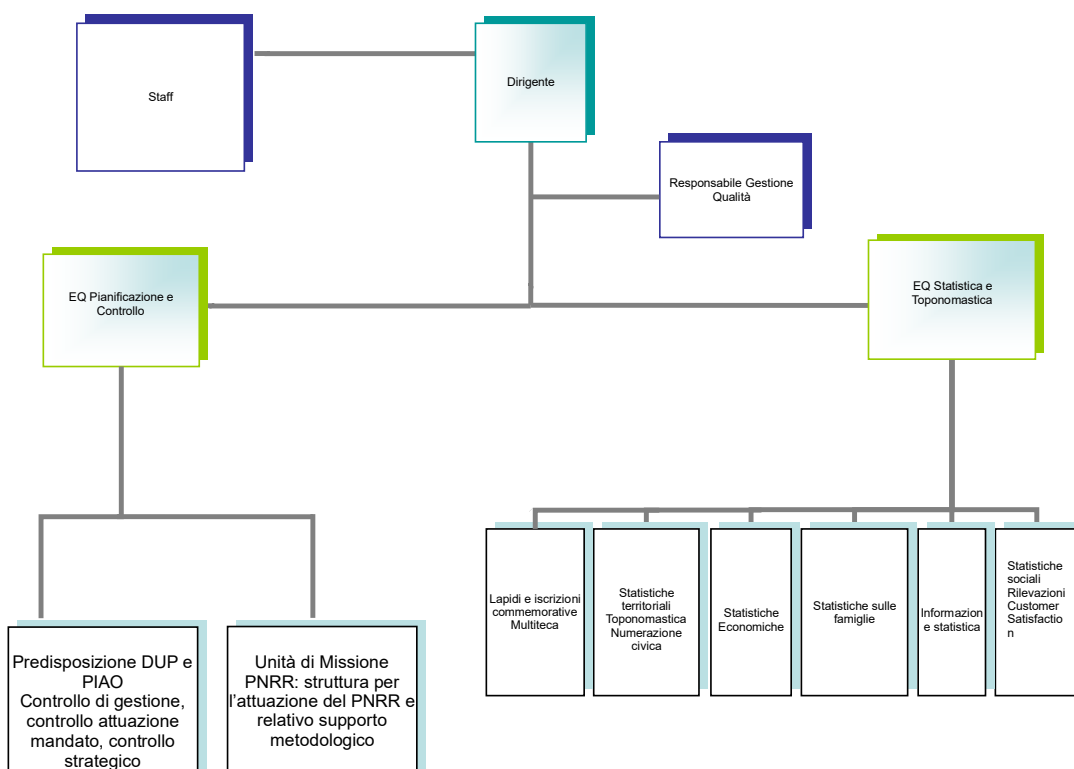 Staff
Dirigente
Responsabile Gestione
Qualità
EQ Pianificazione e
Controllo
EQ Statistica e
Toponomastica
Predisposizione DUP e
PIAO
Controllo di gestione,
controllo attuazione
mandato, controllo
strategico
Unità di Missione
PNRR: struttura per
l’attuazione del PNRR e
relativo supporto
metodologico
Lapidi e iscrizioni
commemorative
Multiteca
Statistiche
territoriali
Toponomastica
Numerazione
civica
Statistiche
Economiche
Statistiche sulle
famiglie
Informazion
e statistica
Statistiche
sociali
Rilevazioni
Customer
Satisfactio
n